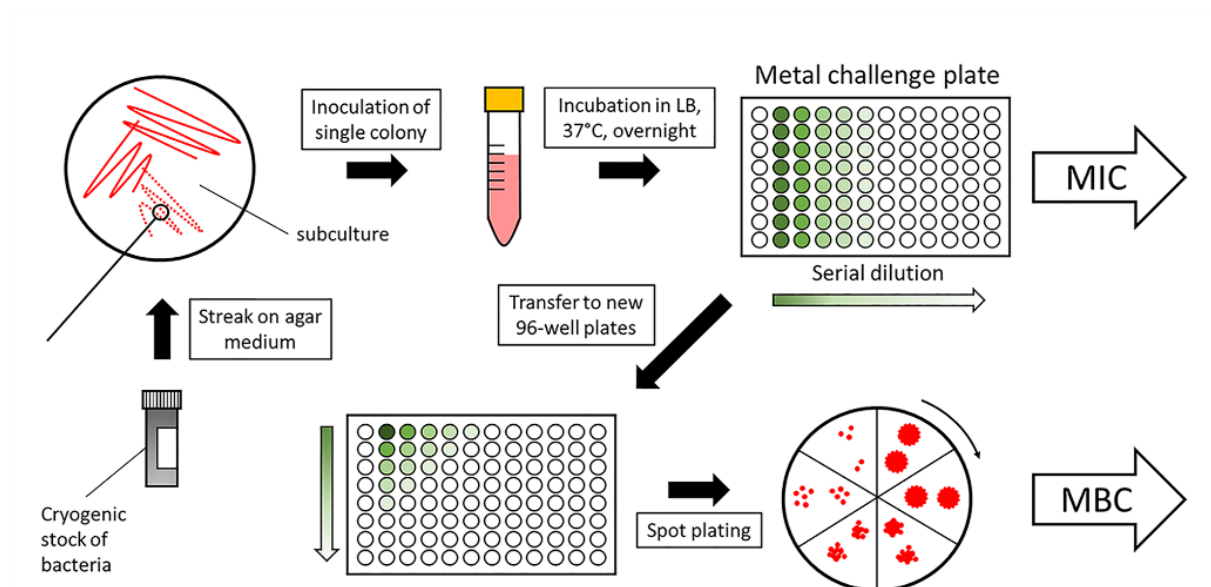 Metal challenge plate
Inoculation of
single colony
Incubation in LB,
37°C, overnight
MIC
subculture
Serial dilution
Streak on agar
medium
Transfer to new
96-well plates
Cryogenic
stock of
bacteria
Spot plating
MBC